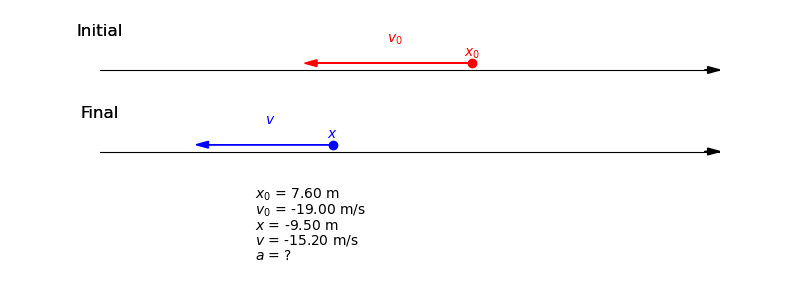 Initial
v₀
x₀
Final
v
x
x₀ = 7.60 m
v₀ = -19.00 m/s
x = -9.50 m
v = -15.20 m/s
a = ?